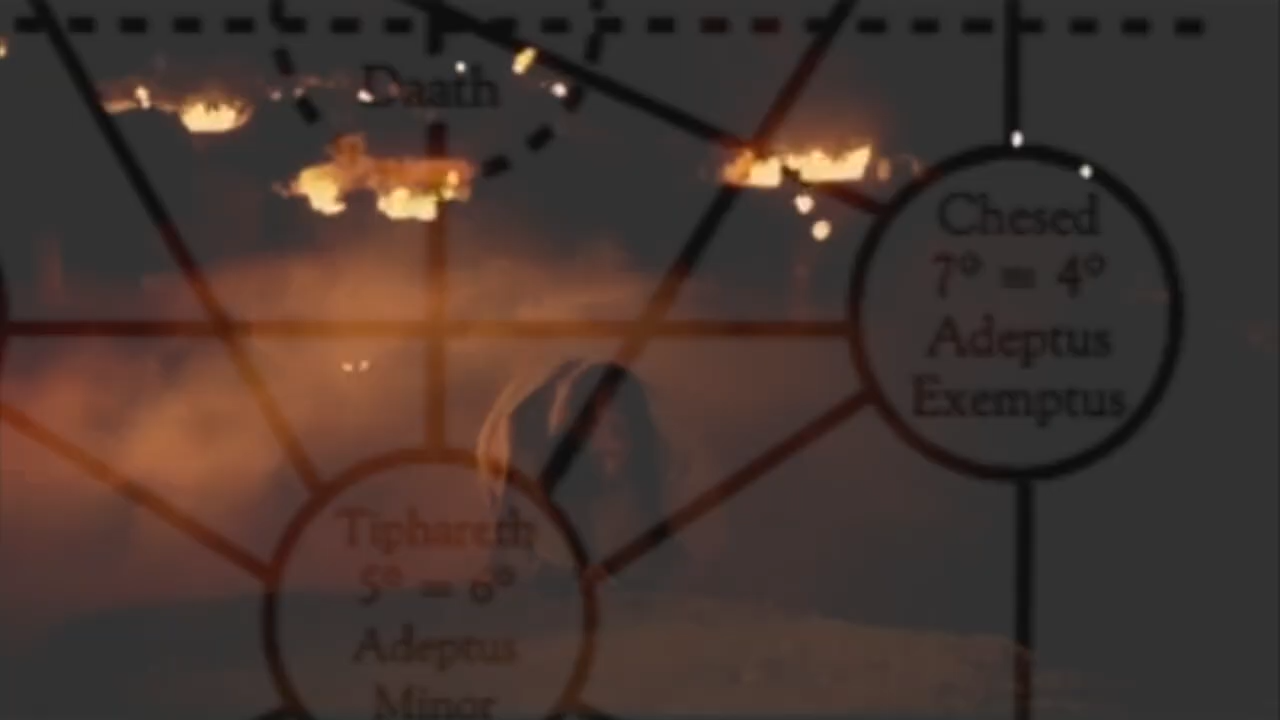 Daath
Chesed
7° = 4°
Adeptus
Exemptus
Tiphareth
5° = 6°
Adeptus
Minor